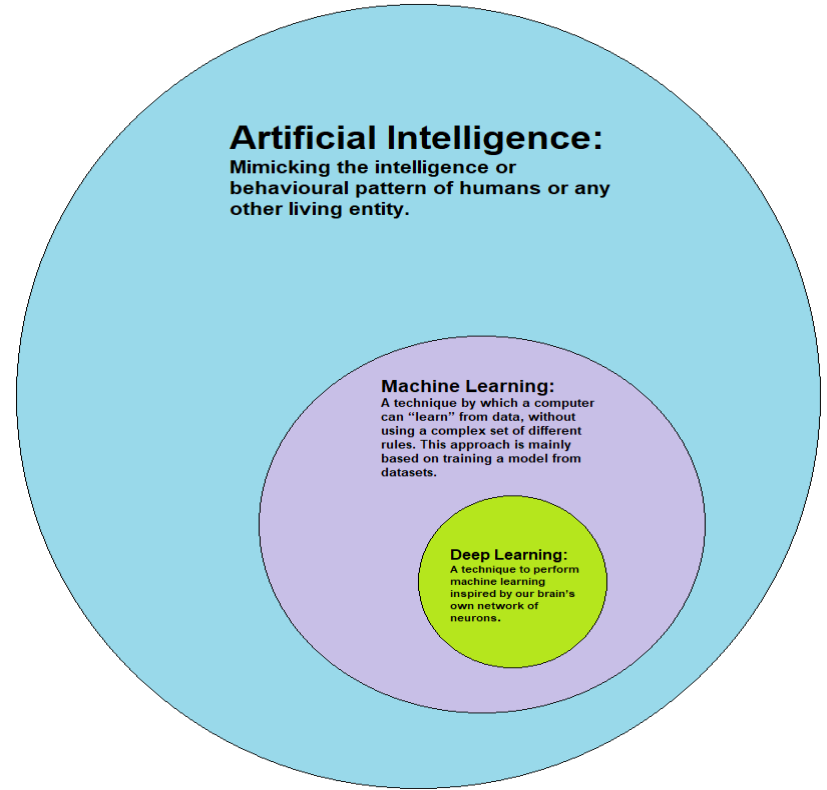 Artificial Intelligence:
Mimicking the intelligence or
behavioural pattern of humans or any
other living entity.
Machine Learning:
A technique by which a computer
can “learn” from data, without
using a complex set of different
rules. This approach is mainly
based on training a model from
datasets.
Deep Learning:
A technique to perform
machine learning
inspired by our brain's
own network of
neurons.